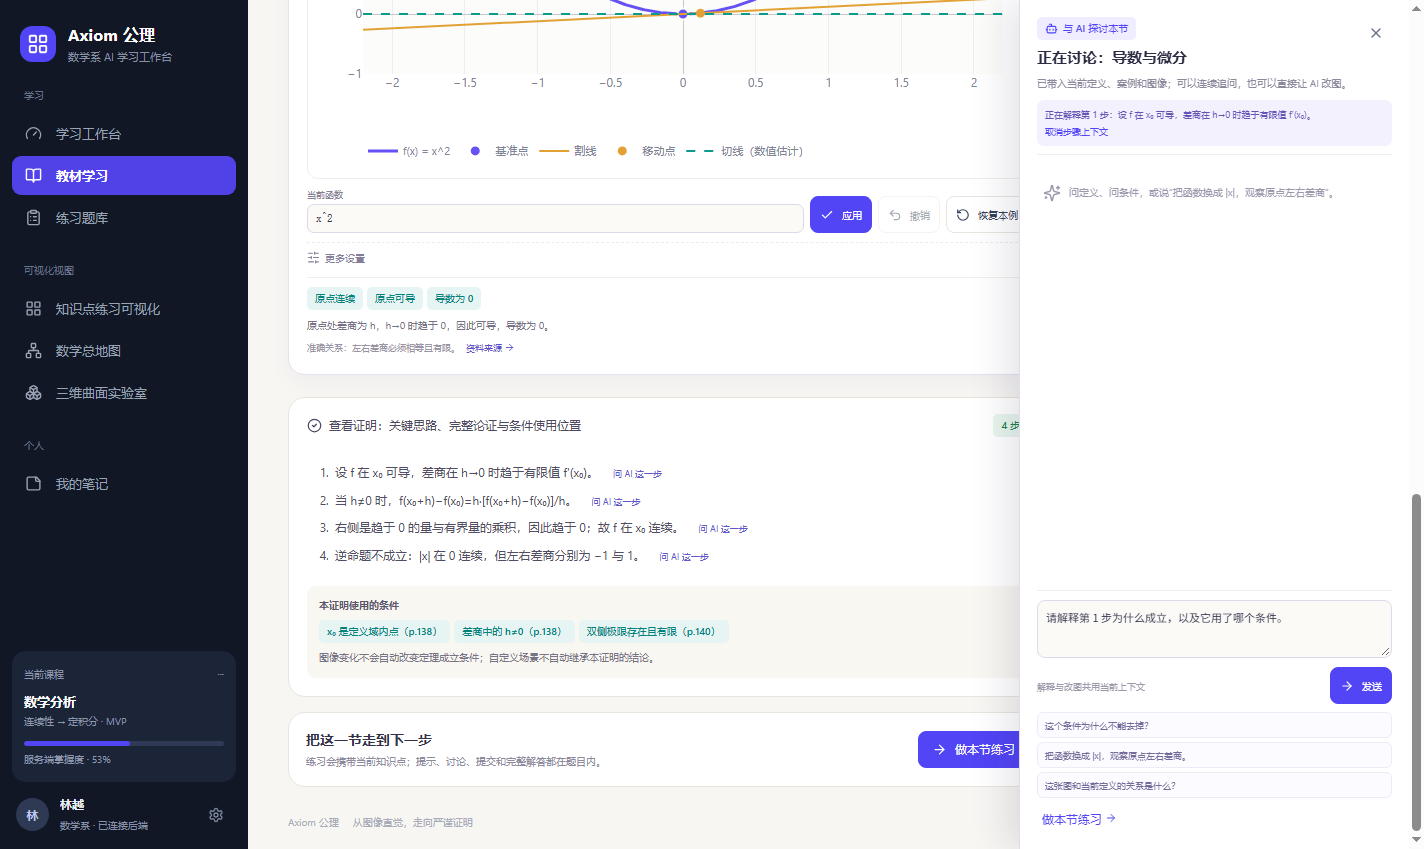 Axiom 公理
数学系 AI 学习工作台
学习
学习工作台
教材学习
练习题库
可视化视图
知识点练习可视化
数学总地图
三维曲面实验室
个人
我的笔记
当前课程
数学分析
连续性 → 定积分 · MVP
服务端掌握度 · 53%
林
林越
数学系 · 已连接后端
0
−1
−2 −1.5 −1 −0.5 0 0.5 1 1.5 2
f(x) = x^2 基准点 割线 移动点 切线（数值估计）
当前函数
x^2
应用
撤销
恢复本例
更多设置
原点连续 原点可导 导数为 0
原点处差商为 h，h→0 时趋于 0，因此可导，导数为 0。
准确关系：左右差商必须相等且有限。 资料来源 →
查看证明：关键思路、完整论证与条件使用位置
4 步
1. 设 f 在 x₀ 可导，差商在 h→0 时趋于有限值 f′(x₀)。 问 AI 这一步
2. 当 h≠0 时，f(x₀+h)−f(x₀)=h·[f(x₀+h)−f(x₀)]/h。 问 AI 这一步
3. 右侧是趋于 0 的量与有界量的乘积，因此趋于 0；故 f 在 x₀ 连续。 问 AI 这一步
4. 逆命题不成立：|x| 在 0 连续，但左右差商分别为 −1 与 1。 问 AI 这一步
本证明使用的条件
x₀ 是定义域内点（p.138） 差商中的 h≠0（p.138） 双侧极限存在且有限（p.140）
图像变化不会自动改变定理成立条件；自定义场景不自动继承本证明的结论。
把这一节走到下一步
练习会携带当前知识点；提示、讨论、提交和完整解答都在题目内。
做本节练习
Axiom 公理 从图像直觉，走向严谨证明
与 AI 探讨本节
正在讨论：导数与微分
已带入当前定义、案例和图像；可以连续追问，也可以直接让 AI 改图。
正在解释第 1 步：设 f 在 x₀ 可导，差商在 h→0 时趋于有限值 f′(x₀)。
取消步骤上下文
问定义、问条件，或说“把函数换成 |x|，观察原点左右差商”。
请解释第 1 步为什么成立，以及它用了哪个条件。
解释与改图共用当前上下文
发送
这个条件为什么不能去掉？
把函数换成 |x|，观察原点左右差商。
这张图和当前定义的关系是什么？
做本节练习 →